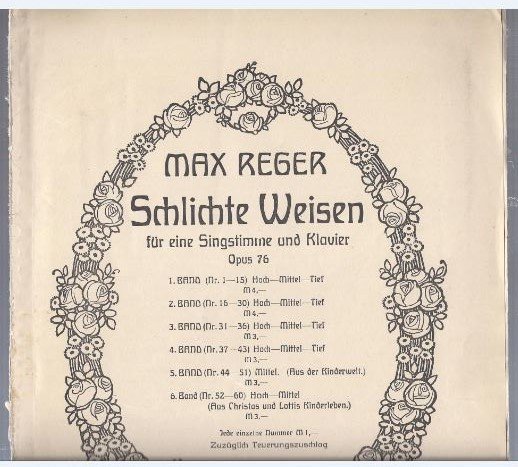 MAX REGER
Schlichte Weisen
für eine Singstimme und Klavier
Opus 76
1. BAND (Nr. 1—15) Hoch—Mittel—Tief
M 4,—
2. BAND (Nr. 16—30) Hoch—Mittel—Tief
M 4,—
3. BAND (Nr. 31—36) Hoch—Mittel—Tief
M 3,—
4. BAND (Nr. 37—43) Hoch—Mittel—Tief
M 3,—
5. BAND (Nr. 44—51) Mittel. (Aus der Kinderwelt.)
M 3,—
6. Band (Nr. 52—60) Hoch—Mittel
(Aus Christas und Lottis Kinderleben.)
M 3,—
Jede einzelne Nummer M 1,—
Zuzüglich Teuerungszuschlag